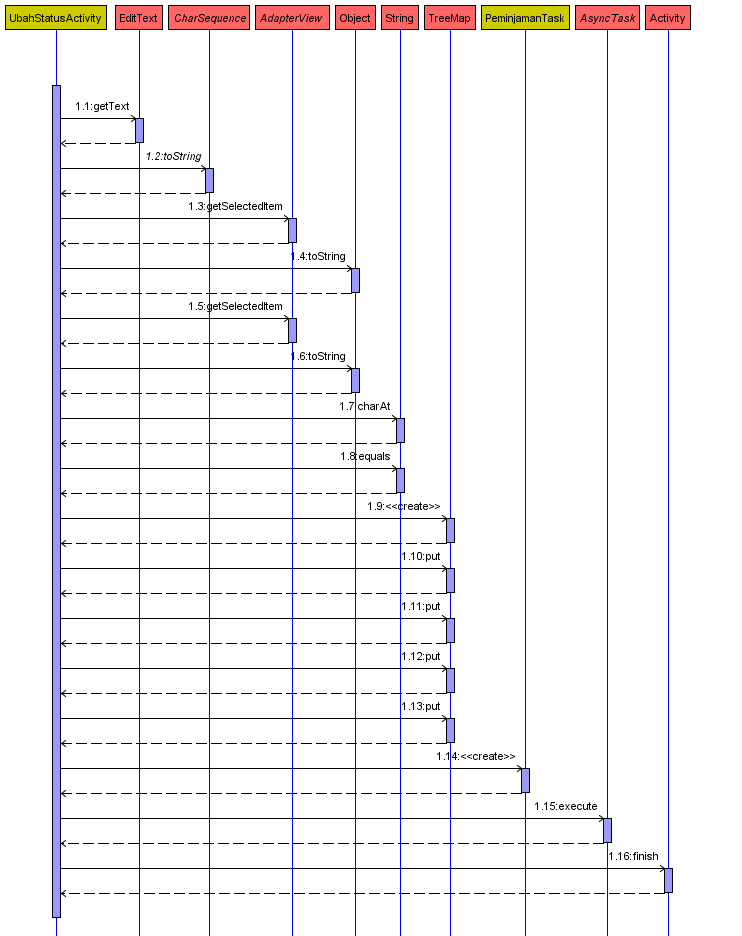 UbahStatusActivity EditText CharSequence AdapterView Object String TreeMap PeminjamanTask AsyncTask Activity
1.1:getText
1.2:toString
1.3:getSelectedItem
1.4:toString
1.5:getSelectedItem
1.6:toString
1.7:charAt
1.8:equals
1.9:<<create>>
1.10:put
1.11:put
1.12:put
1.13:put
1.14:<<create>>
1.15:execute
1.16:finish